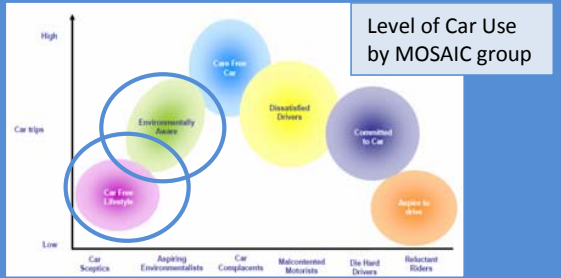 Level of Car Use
by MOSAIC group
High
Care Free
Car
Dissatisfied
Drivers
Environmentally
Aware
Car trips
Committed
to Car
Car Free
Lifestyle
Aspire to
drive
Low
Car
Sceptics
Aspiring
Environmentalists
Car
Complacents
Malcontented
Motorists
Die Hard
Drivers
Reluctant
Riders